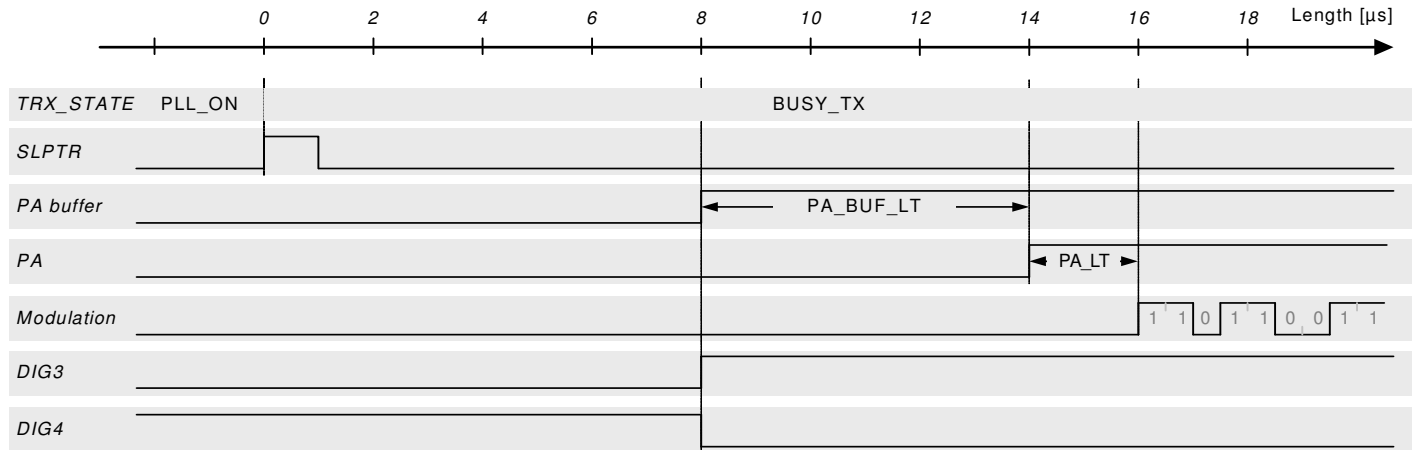 0 2 4 6 8 10 12 14 16 18 Length [µs]
TRX_STATE PLL_ON BUSY_TX
SLPTR
PA buffer PA_BUF_LT
PA PA_LT
Modulation 1 1 0 1 1 0 0 1 1
DIG3
DIG4